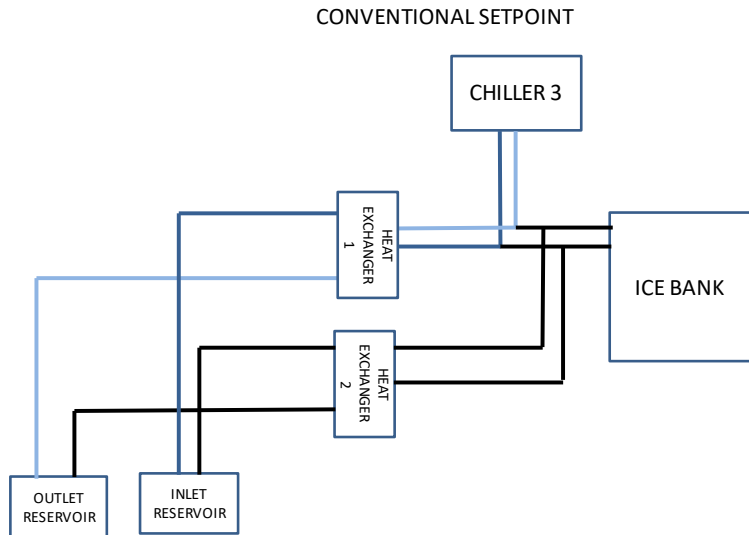 CONVENTIONAL SETPOINT
CHILLER 3
HEAT
EXCHANGER
1
ICE BANK
HEAT
EXCHANGER
2
OUTLET
RESERVOIR
INLET
RESERVOIR